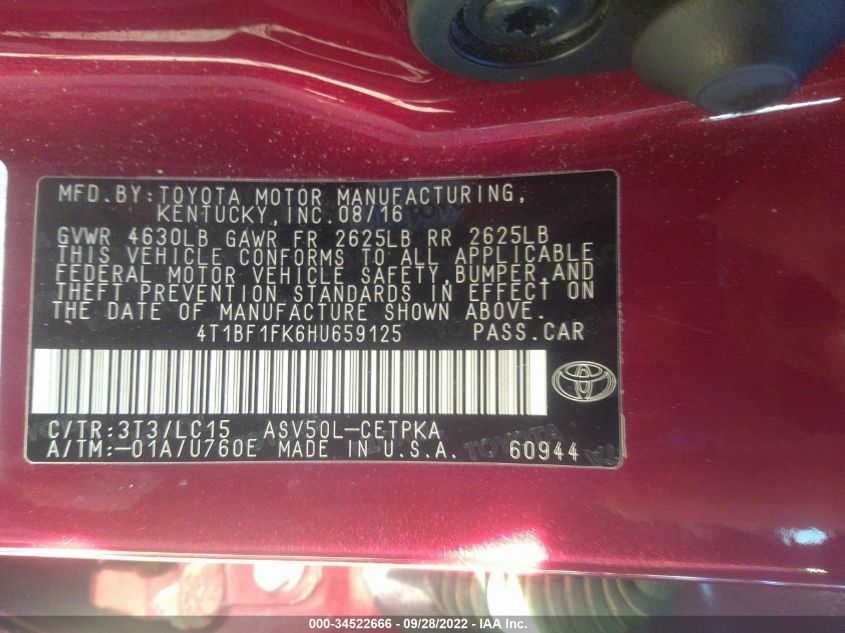 MFD.BY:TOYOTA MOTOR MANUFACTURING,
KENTUCKY,INC.08/16
GVWR 4630LB GAWR FR 2625LB RR 2625LB
THIS VEHICLE CONFORMS TO ALL APPLICABLE
FEDERAL MOTOR VEHICLE SAFETY,BUMPER,AND
THEFT PREVENTION STANDARDS IN EFFECT ON
THE DATE OF MANUFACTURE SHOWN ABOVE.
4T1BF1FK6HU659125 PASS.CAR
C/TR:3T3/LC15 ASV50L-CETPKA
A/TM:-01A/U760E MADE IN U.S.A. 60944
000-34522666 - 09/28/2022 - IAA Inc.